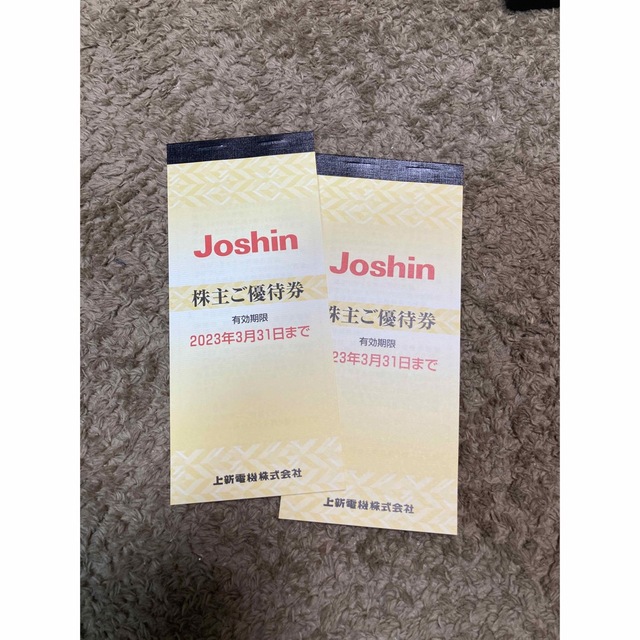 Joshin
株主ご優待券
有効期限
2023年3月31日まで
上新電機株式会社
Joshin
主ご優待券
有効期限
23年3月31日まで
上新電機株式会社